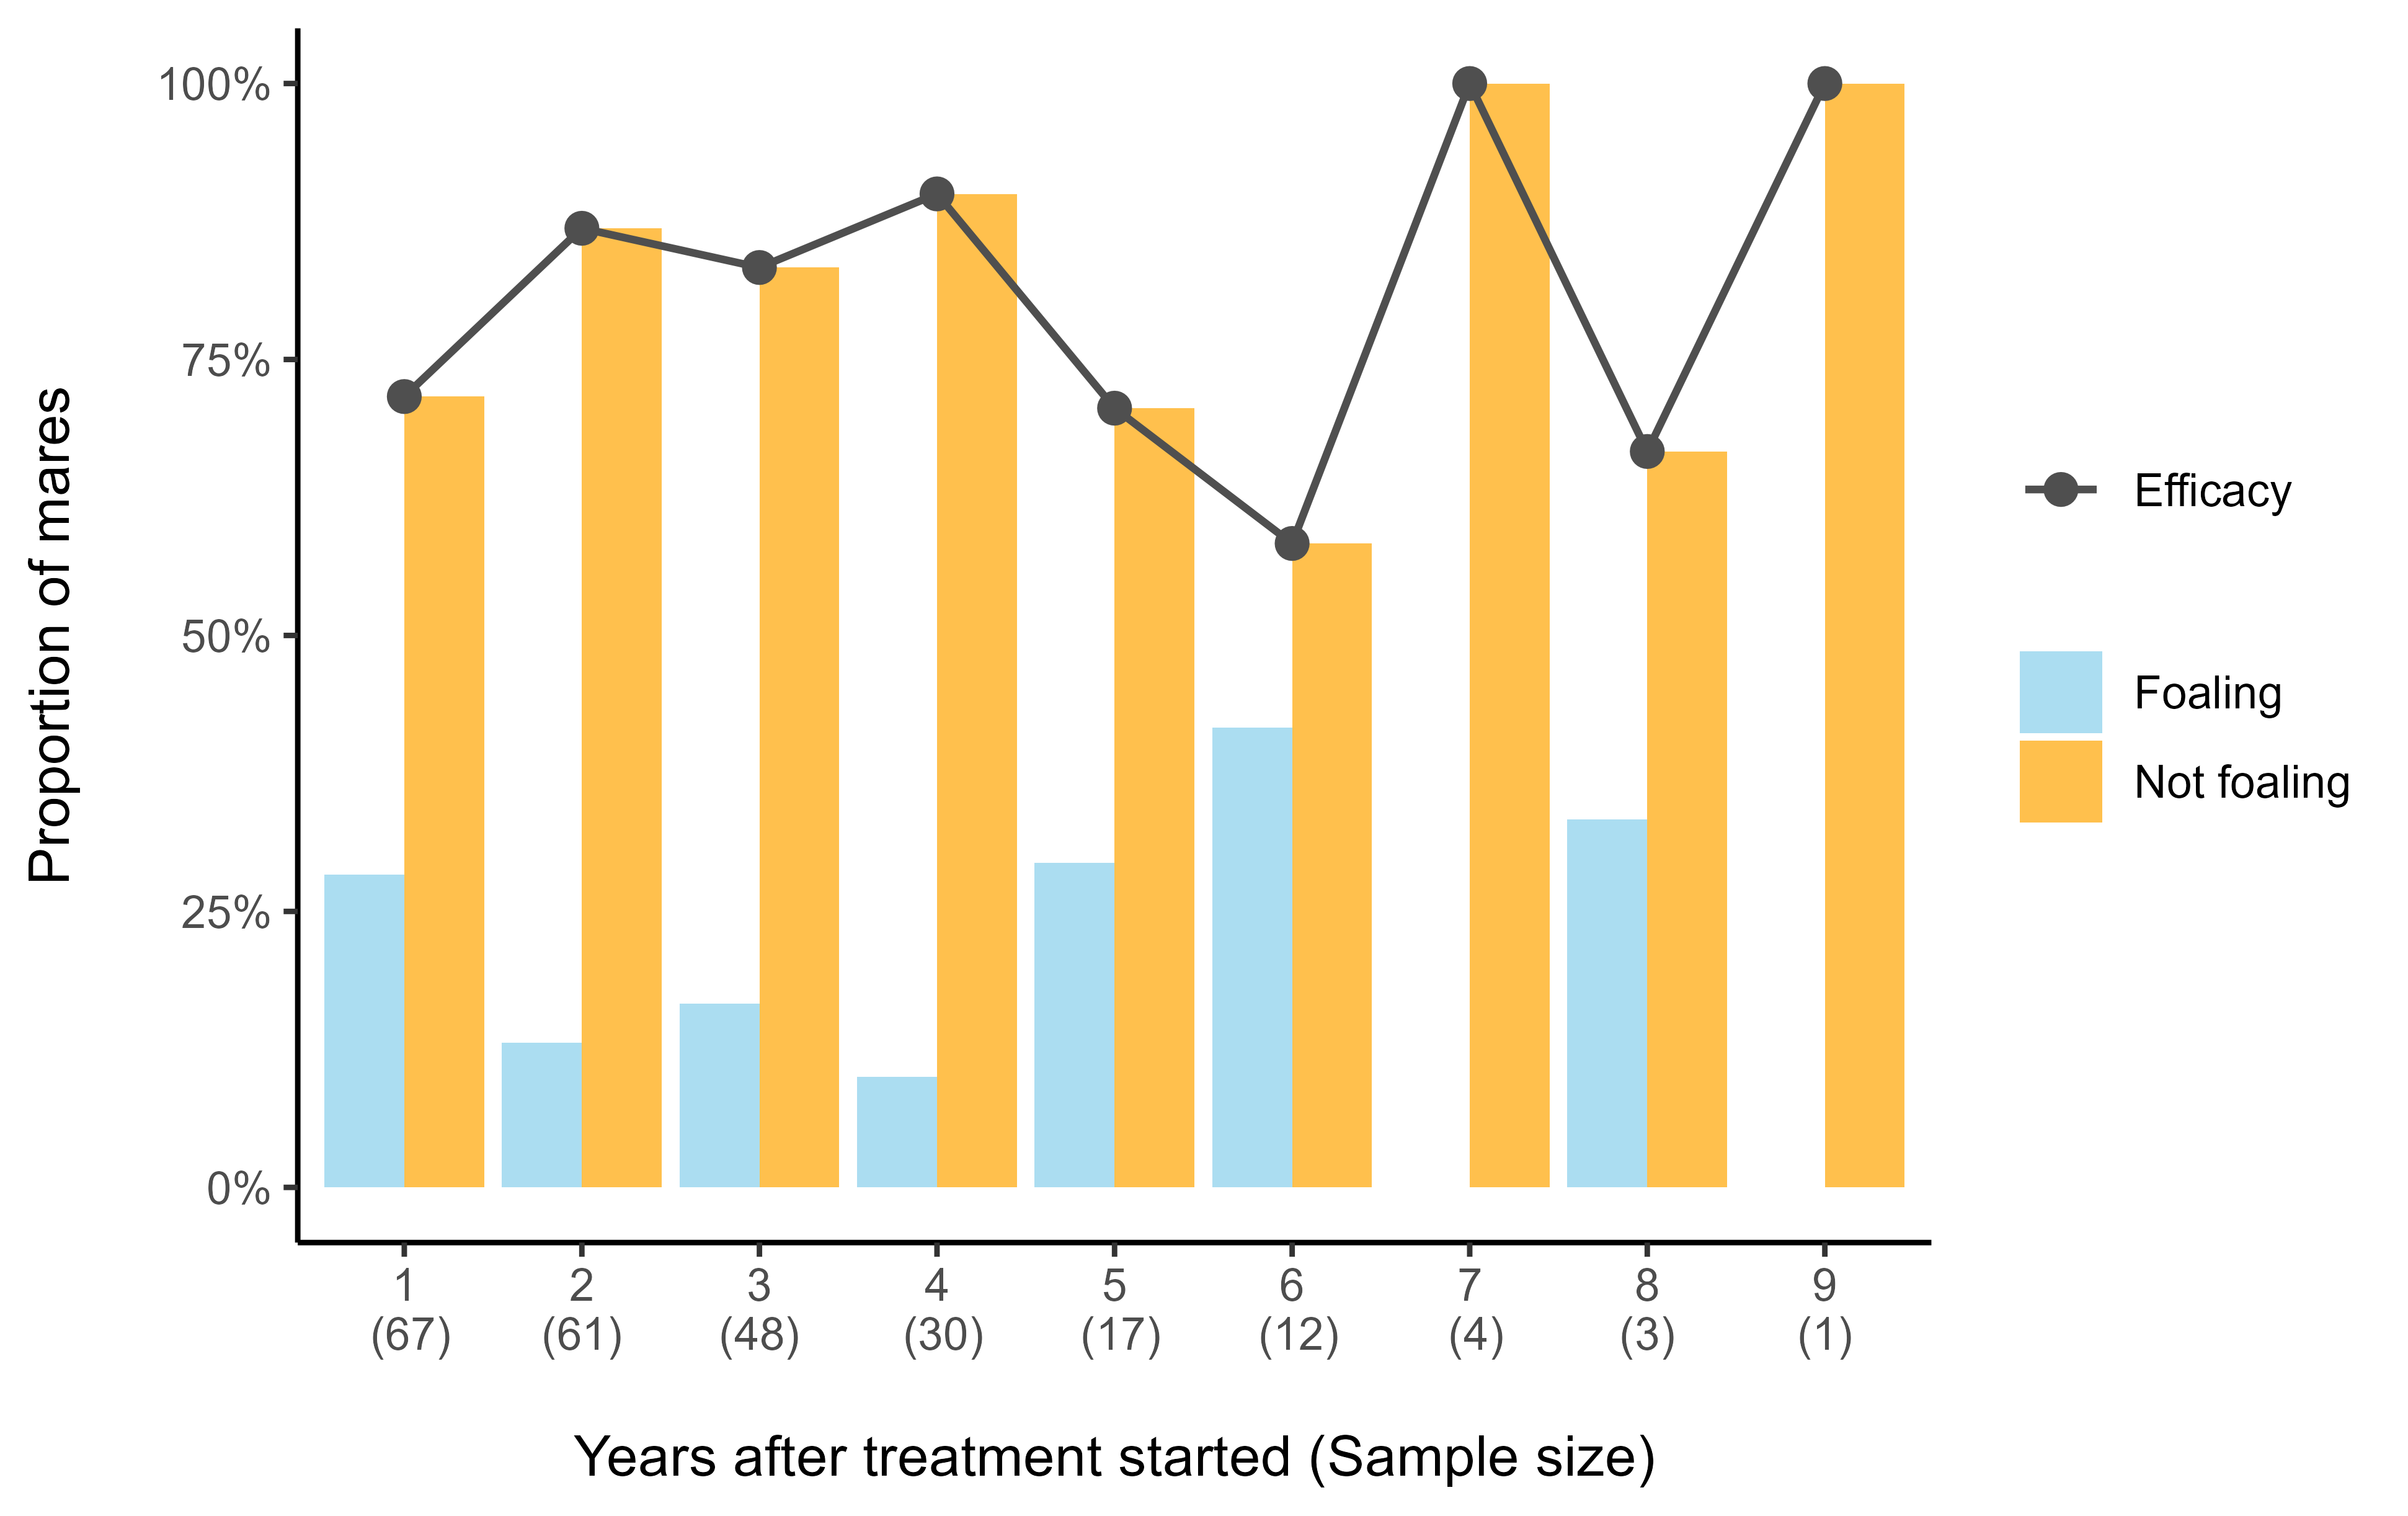 Proportion of mares
100%
75%
50%
25%
0%
1 2 3 4 5 6 7 8 9
(67) (61) (48) (30) (17) (12) (4) (3) (1)
Years after treatment started (Sample size)
Efficacy
Foaling
Not foaling